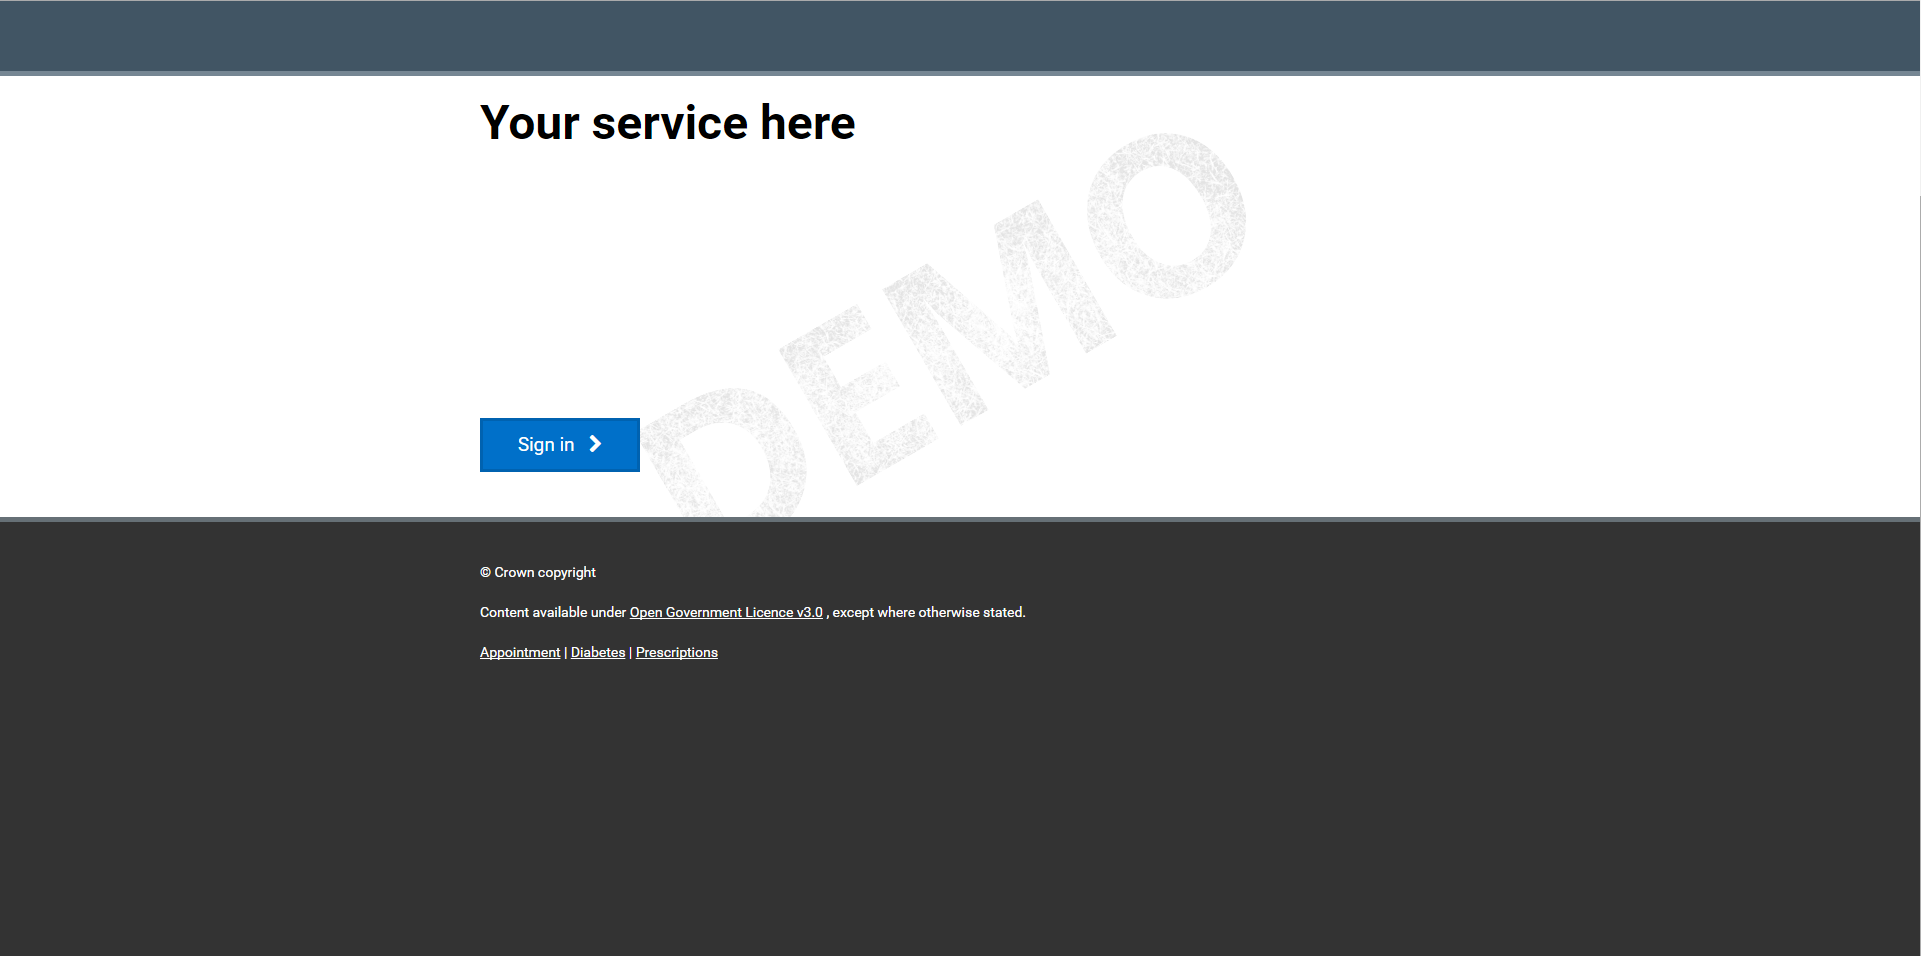 Your service here
DEMO
Sign in
© Crown copyright
Content available under Open Government Licence v3.0 , except where otherwise stated.
Appointment | Diabetes | Prescriptions